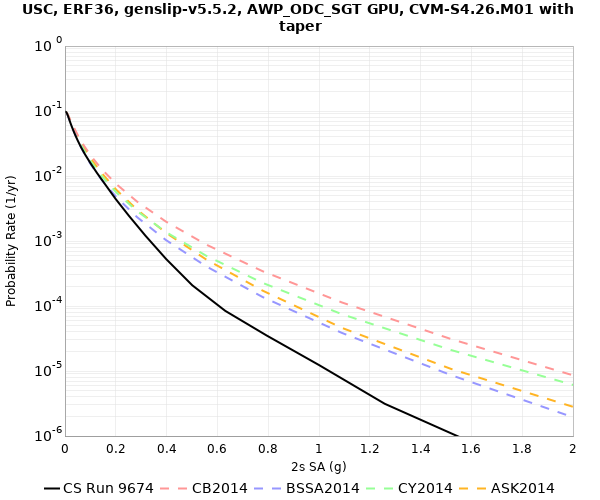 USC, ERF36, genslip-v5.5.2, AWP_ODC_SGT GPU, CVM-S4.26.M01 with
taper
10 0
10-1
10-2
10-3
10-4
10-5
10-6
Probability Rate (1/yr)
0 0.2 0.4 0.6 0.8 1 1.2 1.4 1.6 1.8 2
2s SA (g)
CS Run 9674 CB2014 BSSA2014 CY2014 ASK2014